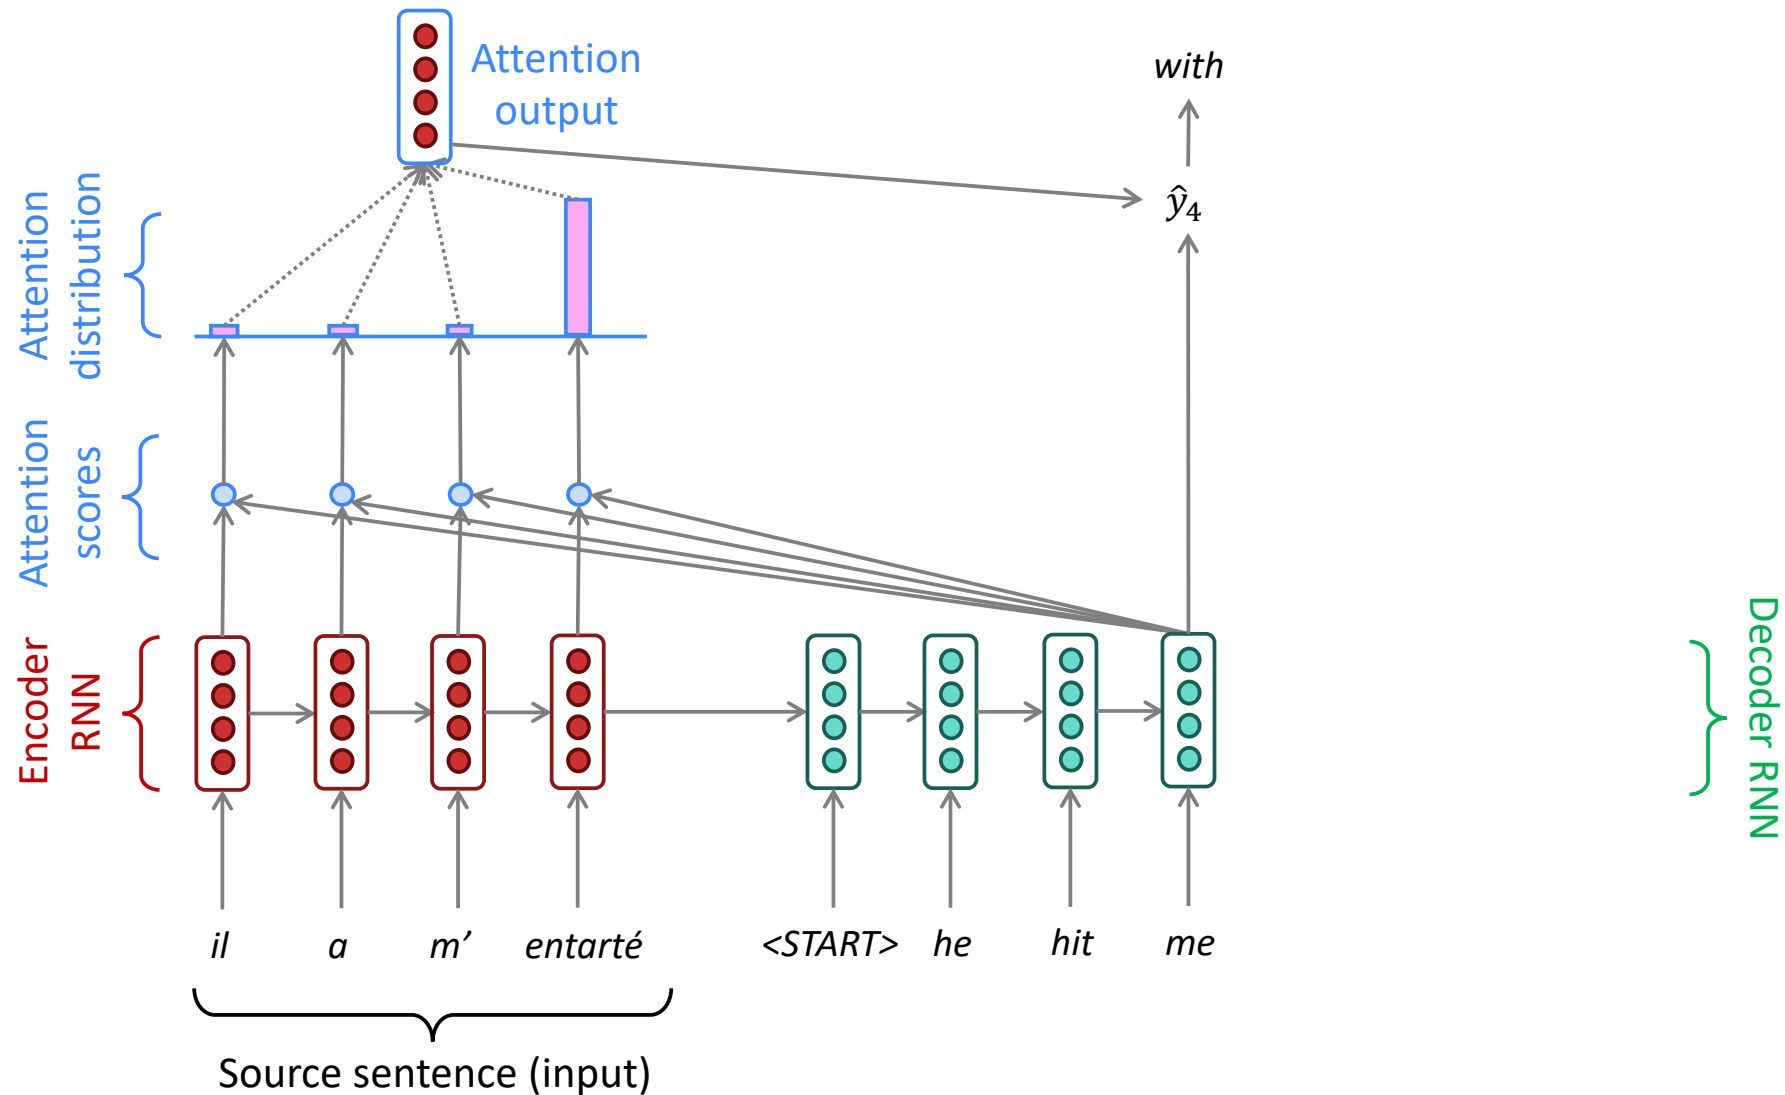 Attention
output
with
Attention
distribution
ŷ₄
Attention
scores
Encoder
RNN
Decoder RNN
il a m’ entarté <START> he hit me
Source sentence (input)